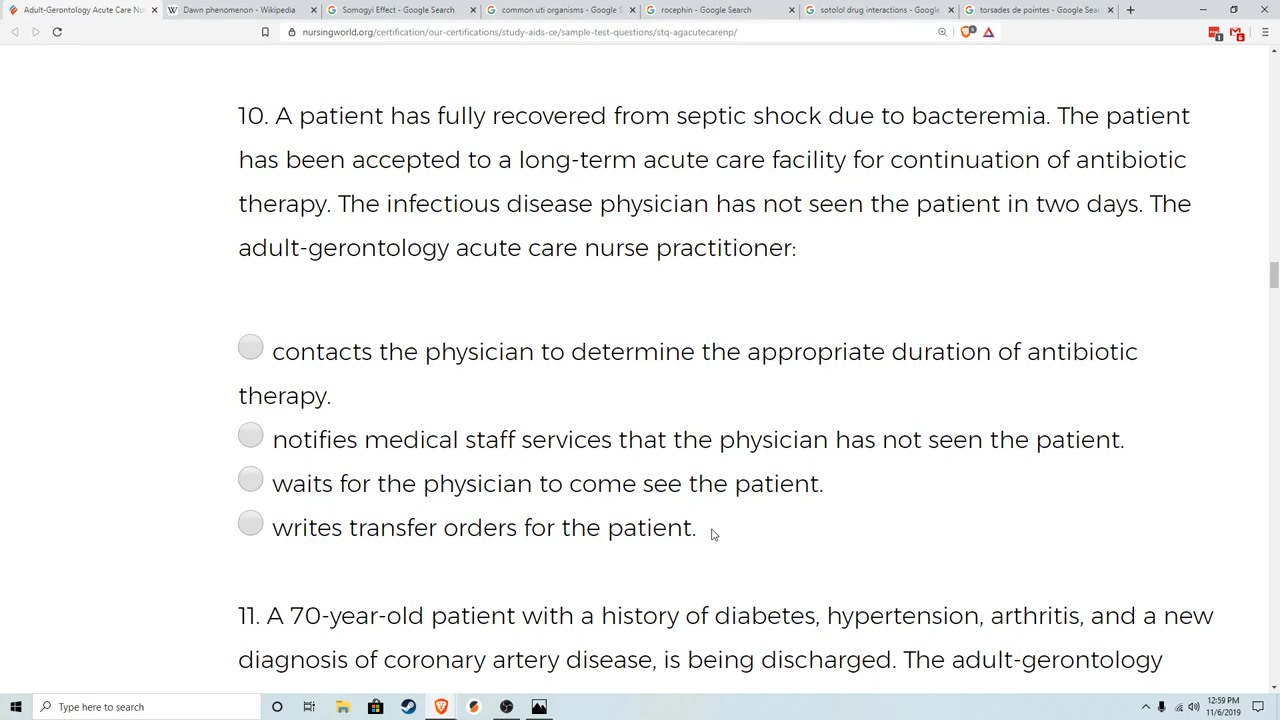 Adult-Gerontology Acute Care Nu
Dawn phenomenon - Wikipedia
Somogyi Effect - Google Search
common uti organisms - Google S
rocephin - Google Search
sotolol drug interactions - Google
torsades de pointes - Google Sea
nursingworld.org/certification/our-certifications/study-aids-ce/sample-test-questions/stq-agacutecarenp/
10. A patient has fully recovered from septic shock due to bacteremia. The patient
has been accepted to a long-term acute care facility for continuation of antibiotic
therapy. The infectious disease physician has not seen the patient in two days. The
adult-gerontology acute care nurse practitioner:
contacts the physician to determine the appropriate duration of antibiotic
therapy.
notifies medical staff services that the physician has not seen the patient.
waits for the physician to come see the patient.
writes transfer orders for the patient.
11. A 70-year-old patient with a history of diabetes, hypertension, arthritis, and a new
diagnosis of coronary artery disease, is being discharged. The adult-gerontology
Type here to search
12:59 PM
11/6/2019